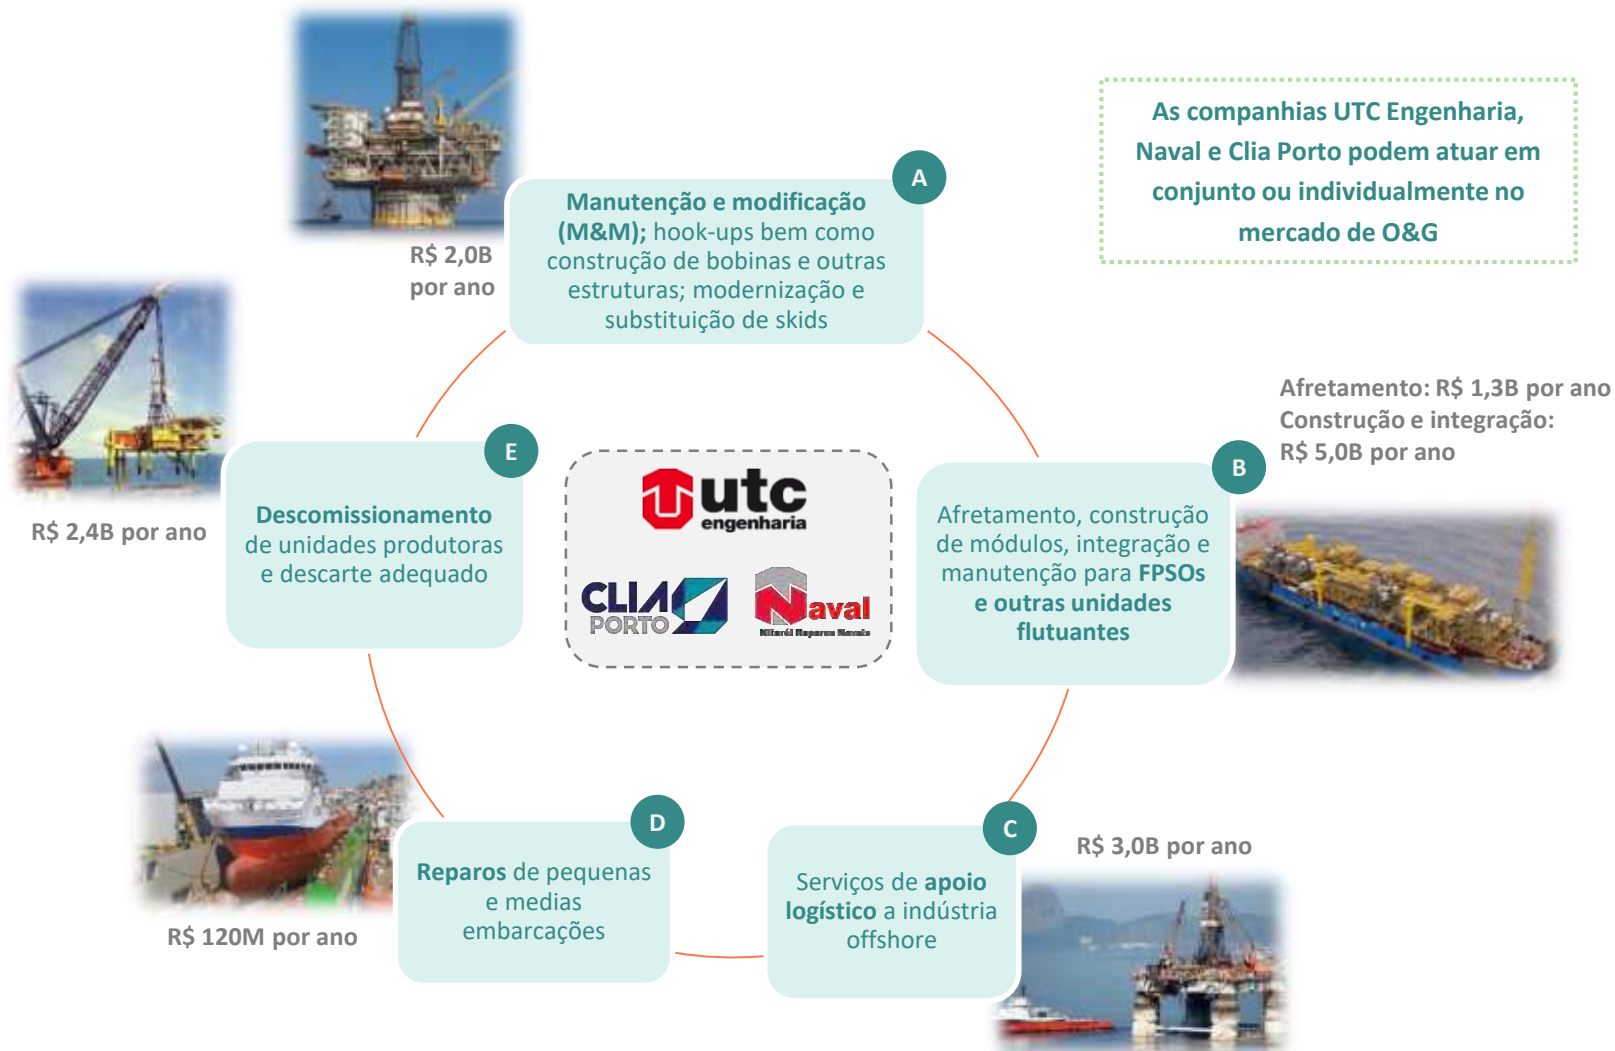 As companhias UTC Engenharia,
Naval e Clia Porto podem atuar em
conjunto ou individualmente no
mercado de O&G
A
Manutenção e modificação
(M&M); hook-ups bem como
construção de bobinas e outras
estruturas; modernização e
substituição de skids
R$ 2,0B
por ano
Afretamento: R$ 1,3B por ano
Construção e integração:
R$ 5,0B por ano
B
Afretamento, construção
de módulos, integração e
manutenção para FPSOs
e outras unidades
flutuantes
E
Descomissionamento
de unidades produtoras
e descarte adequado
R$ 2,4B por ano
utc
engenharia
CLIA
PORTO
Naval
Niterói Reparos Navais
D
Reparos de pequenas
e medias
embarcações
R$ 120M por ano
C
Serviços de apoio
logístico a indústria
offshore
R$ 3,0B por ano